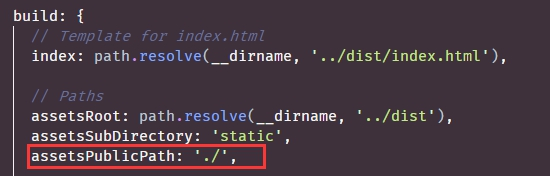 build: {
// Template for index.html
index: path.resolve(__dirname, '../dist/index.html'),
// Paths
assetsRoot: path.resolve(__dirname, '../dist'),
assetsSubDirectory: 'static',
assetsPublicPath: './',